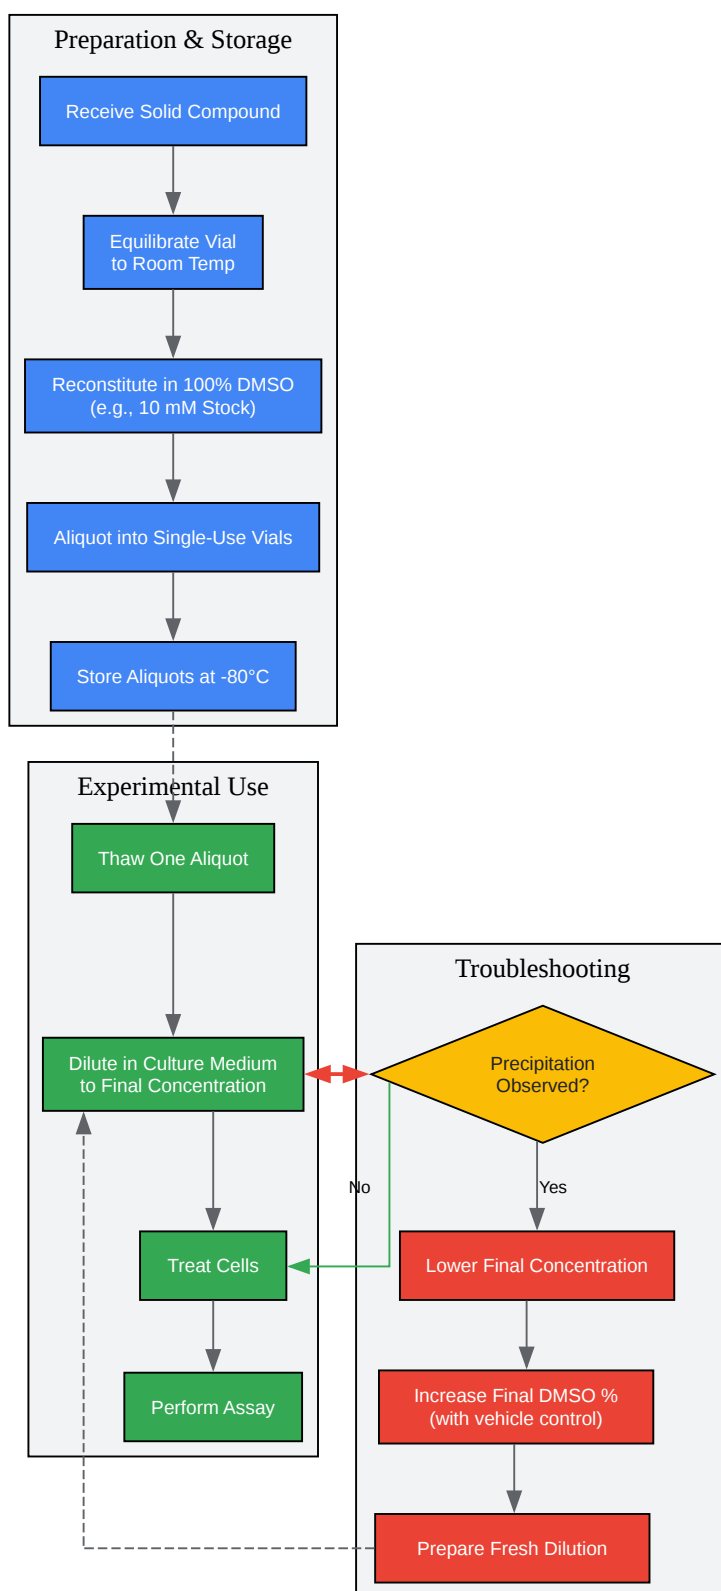 Preparation & Storage
Receive Solid Compound
Equilibrate Vial
to Room Temp
Reconstitute in 100% DMSO
(e.g., 10 mM Stock)
Aliquot into Single-Use Vials
Store Aliquots at -80°C
Experimental Use
Thaw One Aliquot
Troubleshooting
Dilute in Culture Medium
to Final Concentration
Precipitation
Observed?
No
Yes
Treat Cells
Lower Final Concentration
Perform Assay
Increase Final DMSO %
(with vehicle control)
Prepare Fresh Dilution